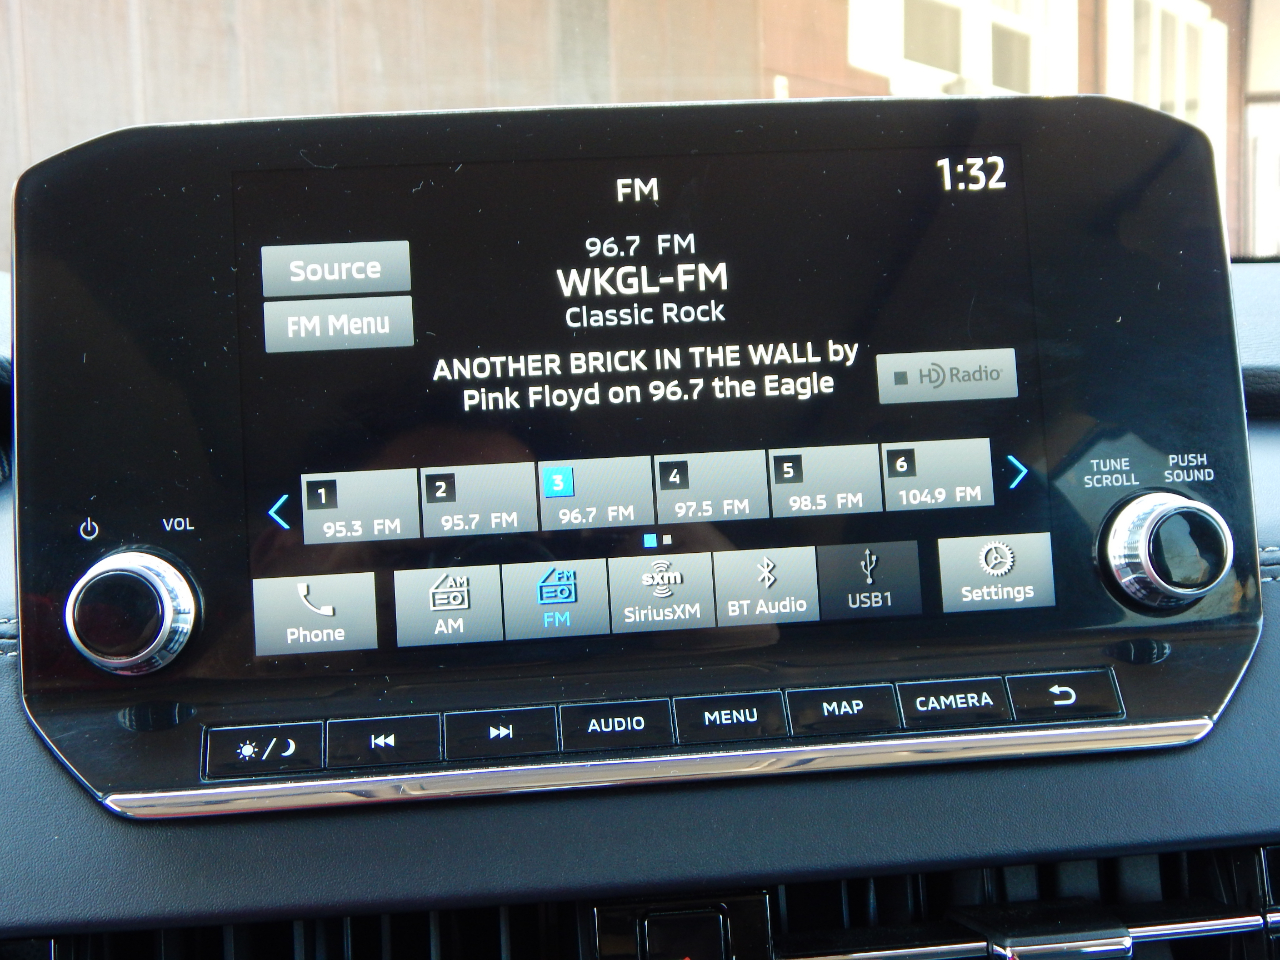 FM
1:32
96.7 FM
WKGL-FM
Classic Rock
Source
FM Menu
ANOTHER BRICK IN THE WALL by
Pink Floyd on 96.7 the Eagle
HD Radio
1
95.3 FM
2
95.7 FM
3
96.7 FM
4
97.5 FM
5
98.5 FM
6
104.9 FM
VOL
TUNE
SCROLL
PUSH
SOUND
Phone
AM
AM
FM
FM
sxm
SiriusXM
BT Audio
USB1
Settings
AUDIO
MENU
MAP
CAMERA